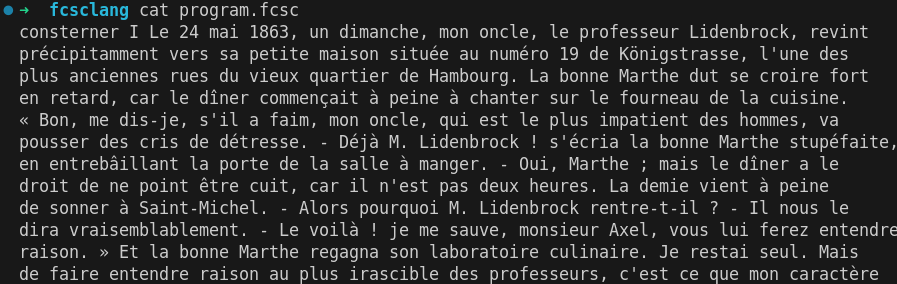 ➜ fcsclang cat program.fcsc
consterner I Le 24 mai 1863, un dimanche, mon oncle, le professeur Lidenbrock, revint
précipitamment vers sa petite maison située au numéro 19 de Königstrasse, l'une des
plus anciennes rues du vieux quartier de Hambourg. La bonne Marthe dut se croire fort
en retard, car le dîner commençait à peine à chanter sur le fourneau de la cuisine.
« Bon, me dis-je, s'il a faim, mon oncle, qui est le plus impatient des hommes, va
pousser des cris de détresse. - Déjà M. Lidenbrock ! s'écria la bonne Marthe stupéfaite,
en entrebâillant la porte de la salle à manger. - Oui, Marthe ; mais le dîner a le
droit de ne point être cuit, car il n'est pas deux heures. La demie vient à peine
de sonner à Saint-Michel. - Alors pourquoi M. Lidenbrock rentre-t-il ? - Il nous le
dira vraisemblablement. - Le voilà ! je me sauve, monsieur Axel, vous lui ferez entendre
raison. » Et la bonne Marthe regagna son laboratoire culinaire. Je restai seul. Mais
de faire entendre raison au plus irascible des professeurs, c'est ce que mon caractère